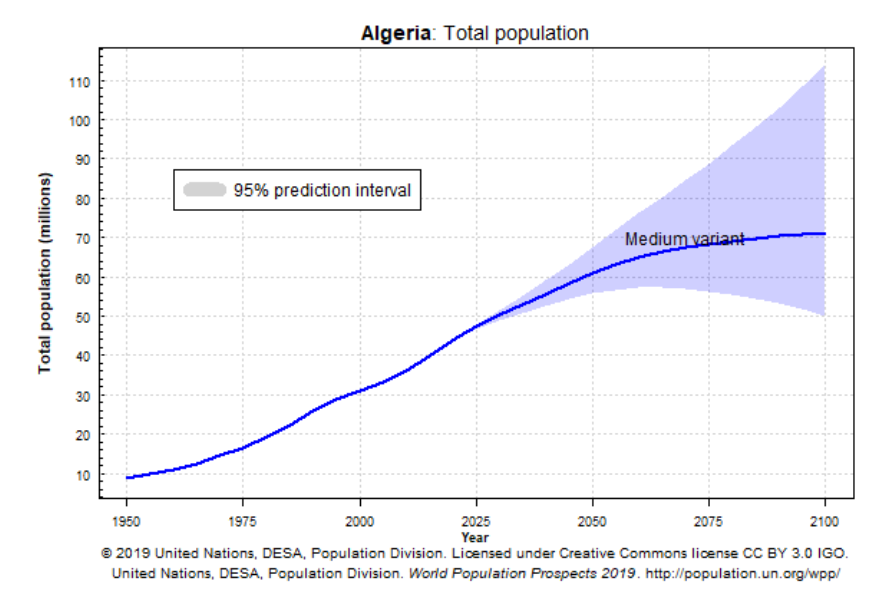 Algeria: Total population
Total population (millions)
110
100
90
80
70
60
50
40
30
20
10
95% prediction interval
Medium variant
1950 1975 2000 2025 2050 2075 2100
Year
© 2019 United Nations, DESA, Population Division. Licensed under Creative Commons license CC BY 3.0 IGO.
United Nations, DESA, Population Division. World Population Prospects 2019. http://population.un.org/wpp/